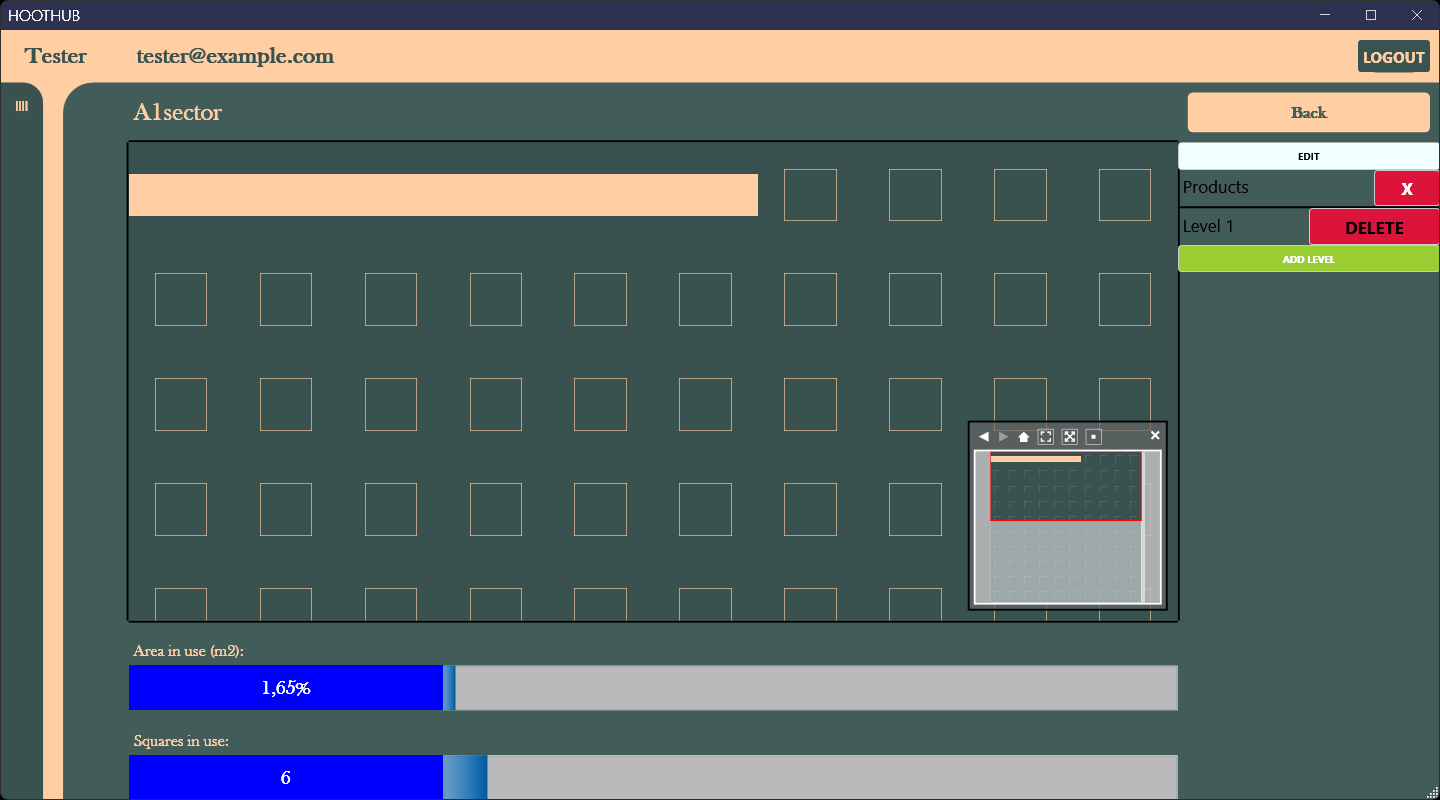 HOOTHUB
Tester tester@example.com LOGOUT
A1sector Back
EDIT
Products X
Level 1 DELETE
ADD LEVEL
Area in use (m2):
1,65%
Squares in use:
6